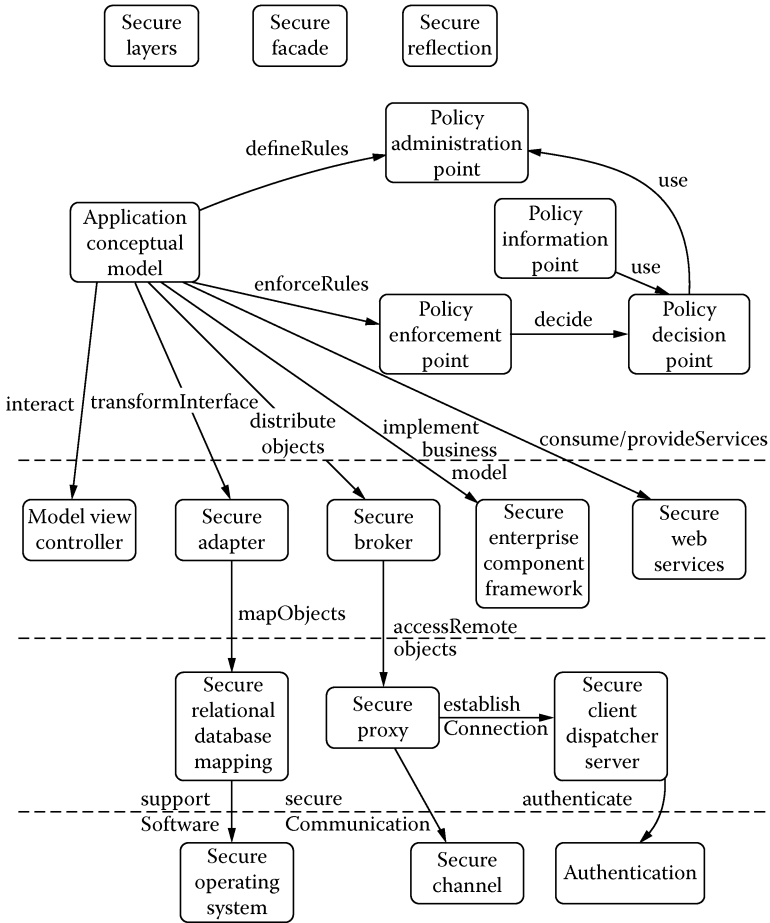 Secure
layers
Secure
facade
Secure
reflection
Policy
administration
point
defineRules
use
Application
conceptual
model
Policy
information
point
use
enforceRules
Policy
enforcement
point
decide
Policy
decision
point
interact
transformInterface
distribute
objects
implement
business
model
consume/provideServices
Model view
controller
Secure
adapter
Secure
broker
Secure
enterprise
component
framework
Secure
web
services
mapObjects
accessRemote
objects
Secure
relational
database
mapping
Secure
proxy
establish
Connection
Secure
client
dispatcher
server
support
Software
secure
Communication
authenticate
Secure
operating
system
Secure
channel
Authentication